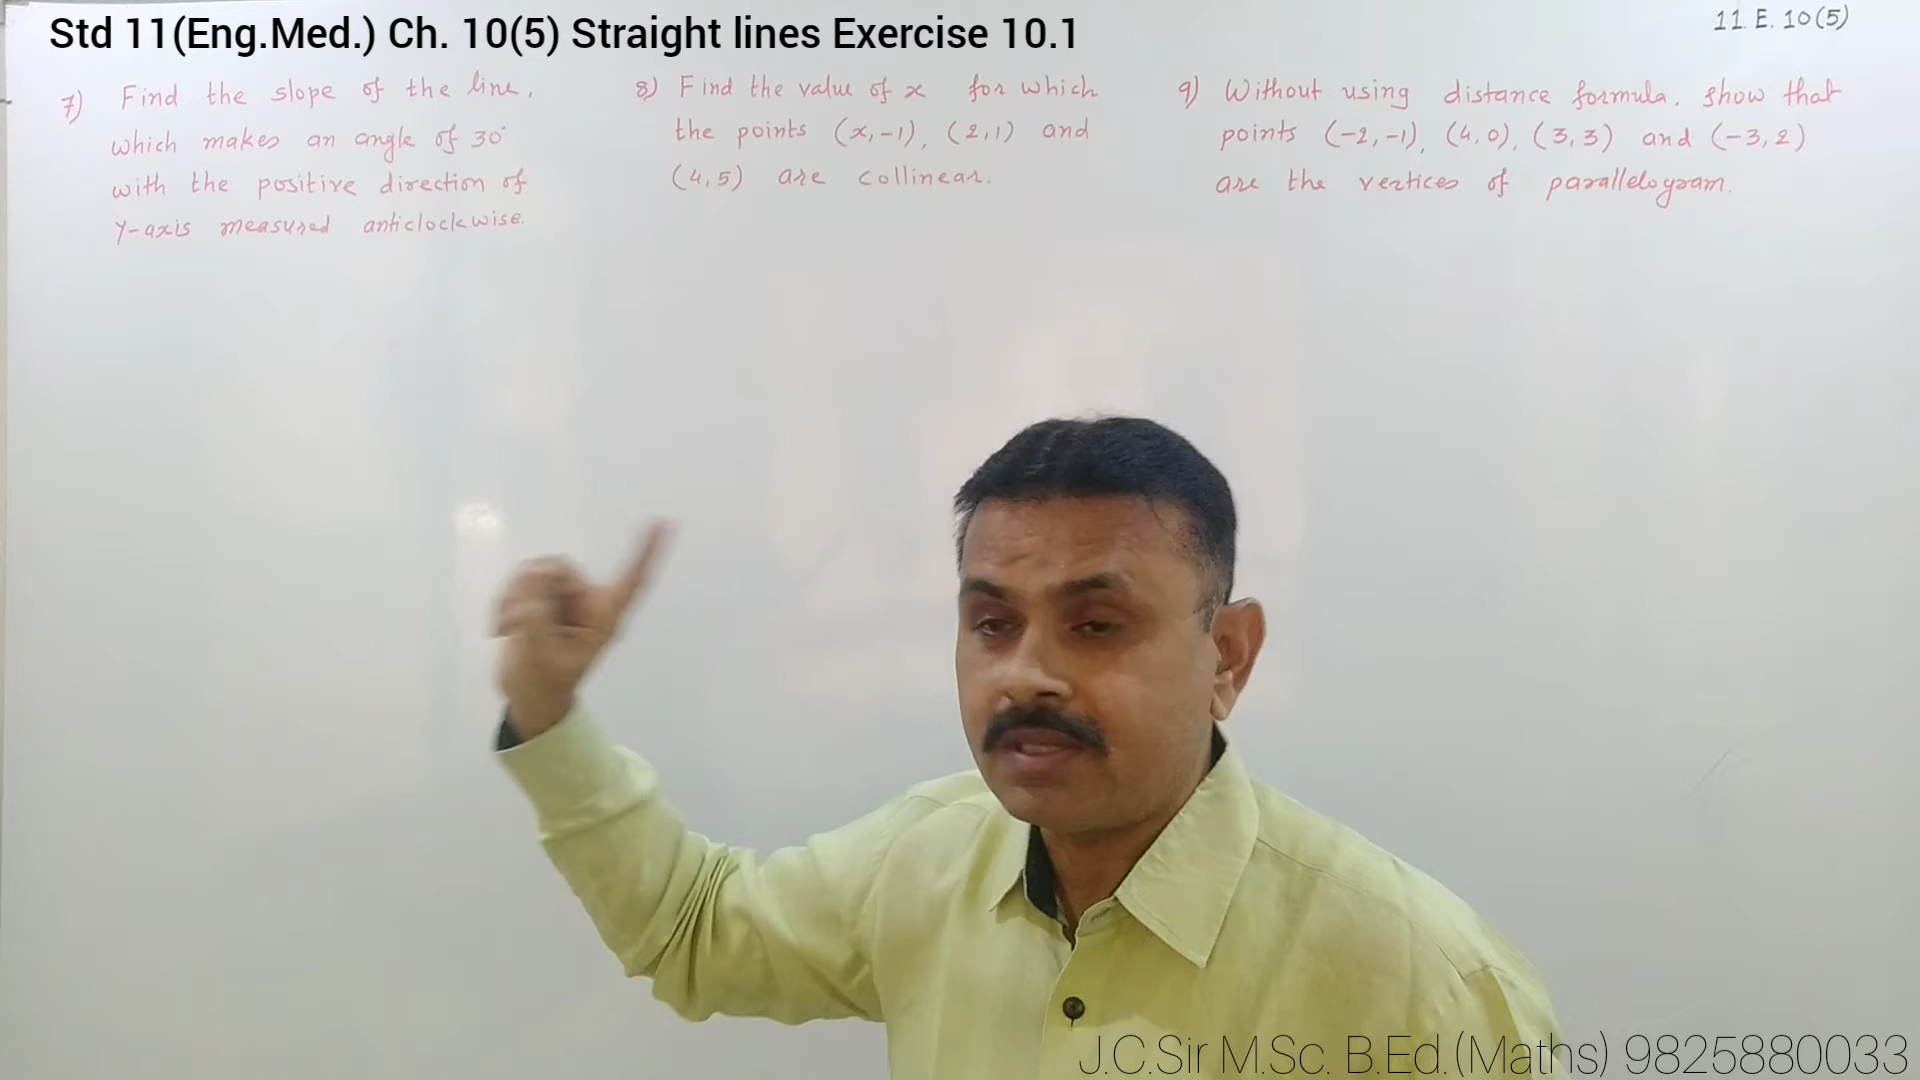 Std 11(Eng.Med.) Ch. 10(5) Straight lines Exercise 10.1
11. E. 10(5)
7) Find the slope of the line,
which makes an angle of 30°
with the positive direction of
Y-axis measured anticlockwise.
8) Find the value of x for which
the points (x,-1), (2,1) and
(4,5) are collinear.
9) Without using distance formula, show that
points (-2,-1), (4,0), (3,3) and (-3,2)
are the vertices of parallelogram.
J.C.Sir M.Sc. B.Ed.(Maths) 9825880033